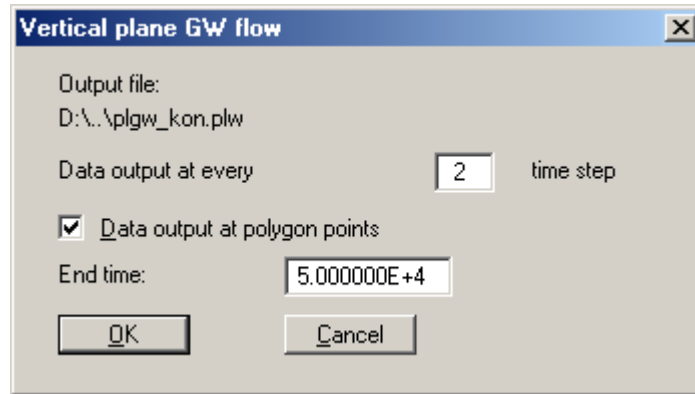 Vertical plane GW flow
Output file:
D:\..\plgw_kon.plw
Data output at every 2 time step
Data output at polygon points
End time: 5.000000E+4
OK Cancel